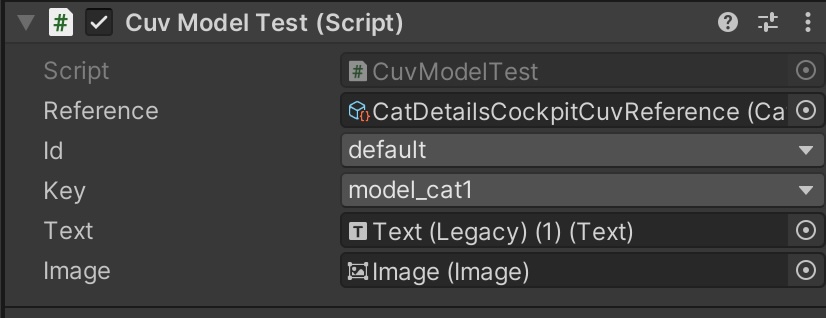 Cuv Model Test (Script)
Script CuvModelTest
Reference CatDetailsCockpitCuvReference (Ca
Id default
Key model_cat1
Text Text (Legacy) (1) (Text)
Image Image (Image)